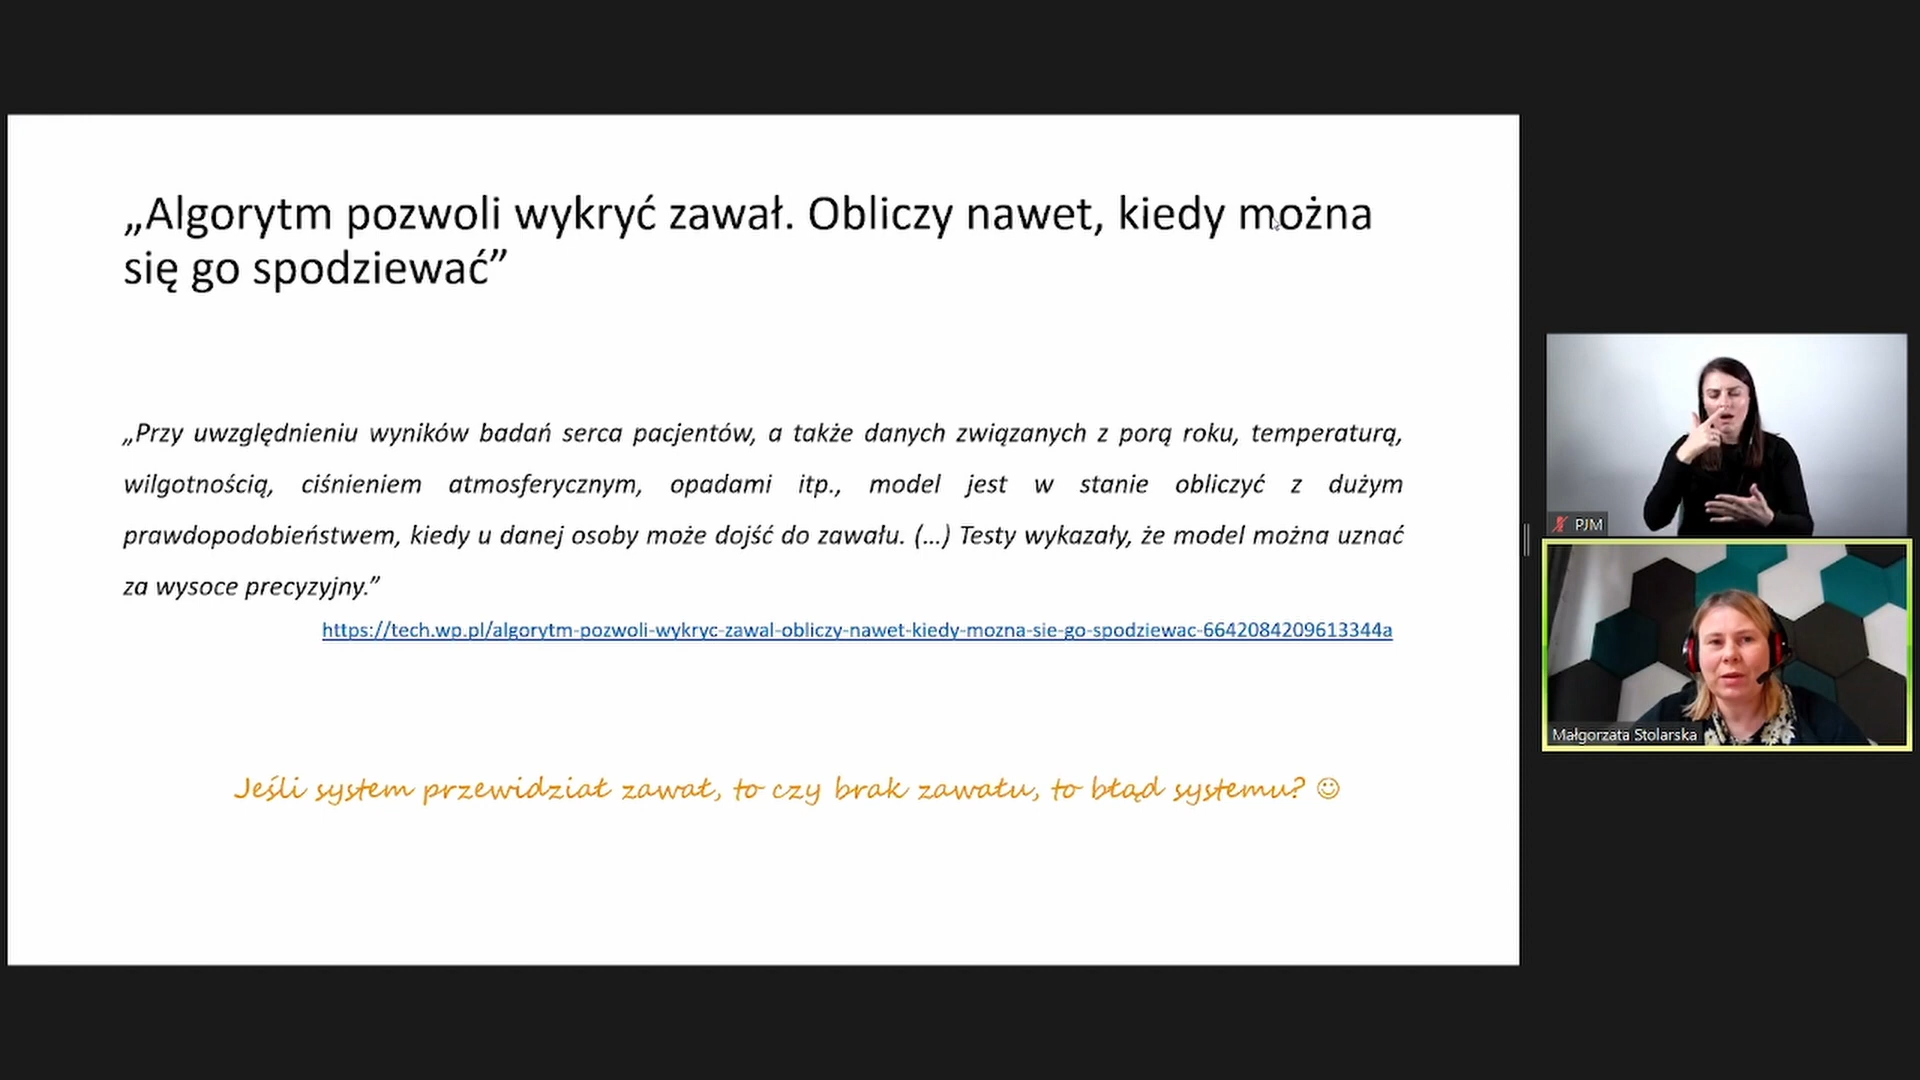 „Algorytm pozwoli wykryć zawał. Obliczy nawet, kiedy można
się go spodziewać”
„Przy uwzględnieniu wyników badań serca pacjentów, a także danych związanych z porą roku, temperaturą,
wilgotnością, ciśnieniem atmosferycznym, opadami itp., model jest w stanie obliczyć z dużym
prawdopodobieństwem, kiedy u danej osoby może dojść do zawału. (…) Testy wykazały, że model można uznać
za wysoce precyzyjny.”
https://tech.wp.pl/algorytm-pozwoli-wykryc-zawal-obliczy-nawet-kiedy-mozna-sie-go-spodziewac-6642084209613344a
Jeśli system przewidział zawał, to czy brak zawału, to błąd systemu? ☺
PJM
Małgorzata Stolarska